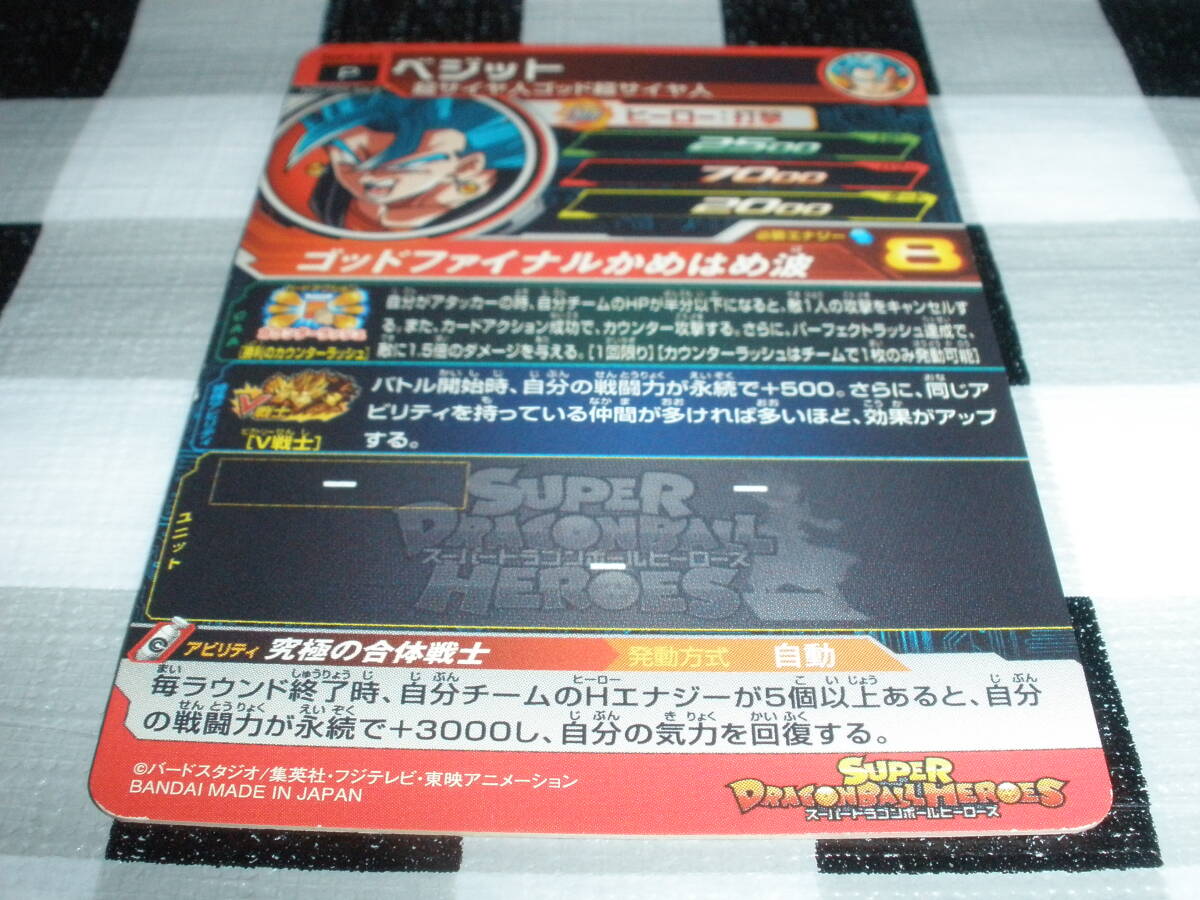 P
ベジット
超サイヤ人ゴッド超サイヤ人
ヒーロー:打撃
2500
7000
2000
必要エナジー 8
ゴッドファイナルかめはめ波
自分がアタッカーの時、自分チームのHPが半分以下になると、敵1人の攻撃をキャンセルす
る。また、カードアクション成功で、カウンター攻撃する。さらに、パーフェクトラッシュ達成で、
敵に1.5倍のダメージを与える。[1回限り][カウンターラッシュはチームで1枚のみ発動可能]
[勝利のカウンターラッシュ]
V戦士
[V戦士]
バトル開始時、自分の戦闘力が永続で+500。さらに、同じア
ビリティを持っている仲間が多ければ多いほど、効果がアップ
する。
ユニット
SUPER
DRAGONBALL
スーパードラゴンボールヒーローズ
HEROES
アビリティ 究極の合体戦士 発動方式 自動
毎ラウンド終了時、自分チームのHエナジーが5個以上あると、自分
の戦闘力が永続で+3000し、自分の気力を回復する。
©バードスタジオ/集英社・フジテレビ・東映アニメーション
BANDAI MADE IN JAPAN
SUPER
DRAGONBALL HEROES
スーパードラゴンボールヒーローズ